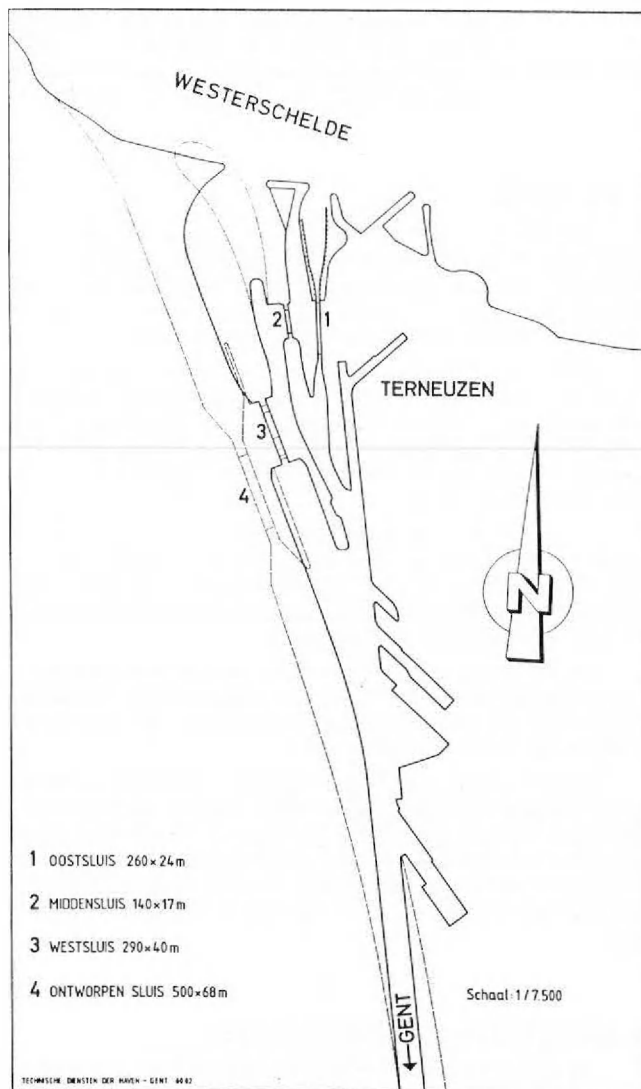 WESTERSCHELDE
1
2
TERNEUZEN
3
4
N
1 OOSTSLUIS 260×24m
2 MIDDENSLUIS 140×17m
3 WESTSLUIS 290×40m
4 ONTWORPEN SLUIS 500×68m
Schaal: 1/7.500
←GENT
TECHNISCHE DIENSTEN DER HAVEN - GENT